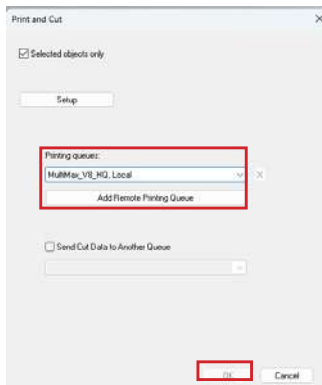 Print and Cut
Selected objects only
Setup
Printing queues:
MultiMax_V8_HQ, Local
Add Remote Printing Queue
Send Cut Data to Another Queue
OK
Cancel